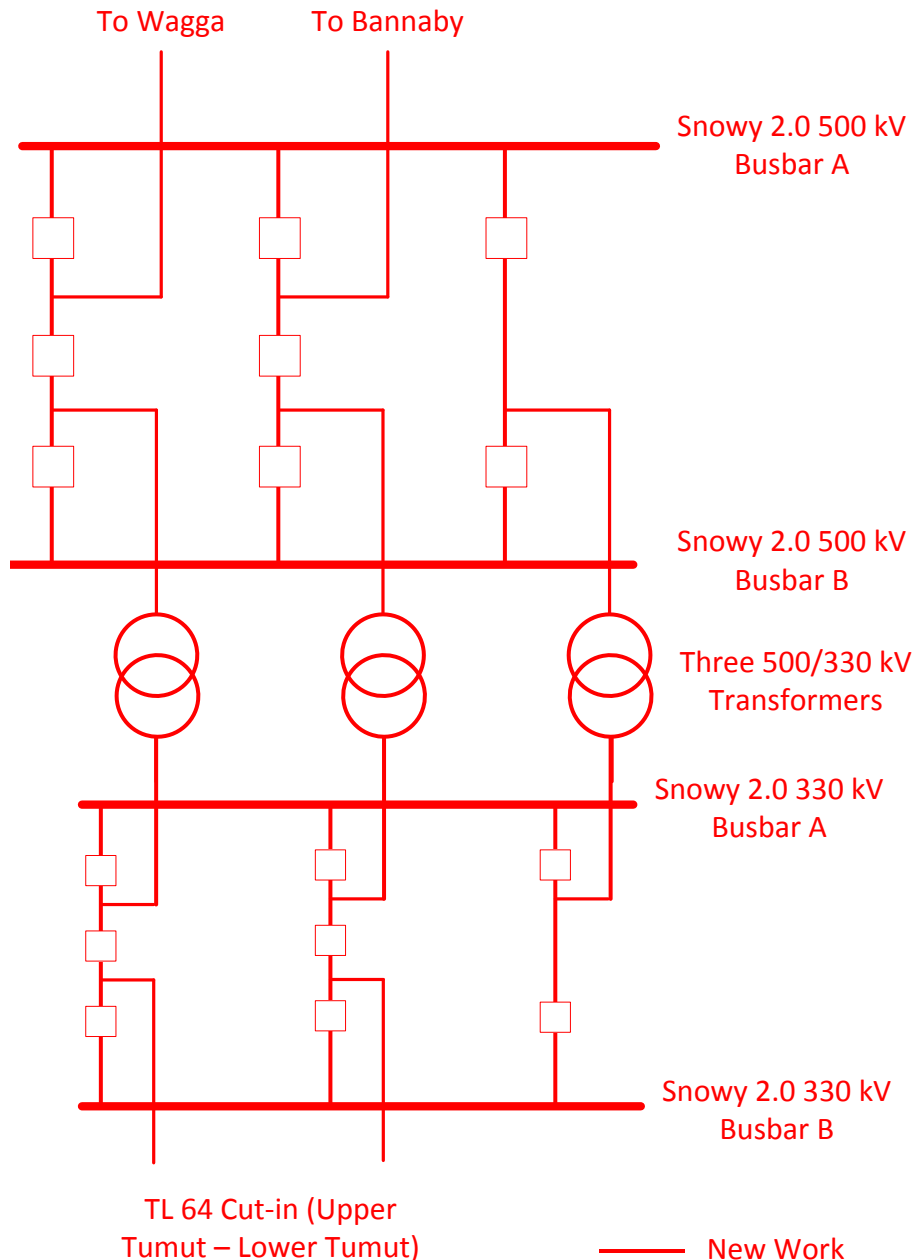 To Wagga
To Bannaby
Snowy 2.0 500 kV
Busbar A
Snowy 2.0 500 kV
Busbar B
Three 500/330 kV
Transformers
Snowy 2.0 330 kV
Busbar A
Snowy 2.0 330 kV
Busbar B
TL 64 Cut-in (Upper
Tumut – Lower Tumut)
New Work